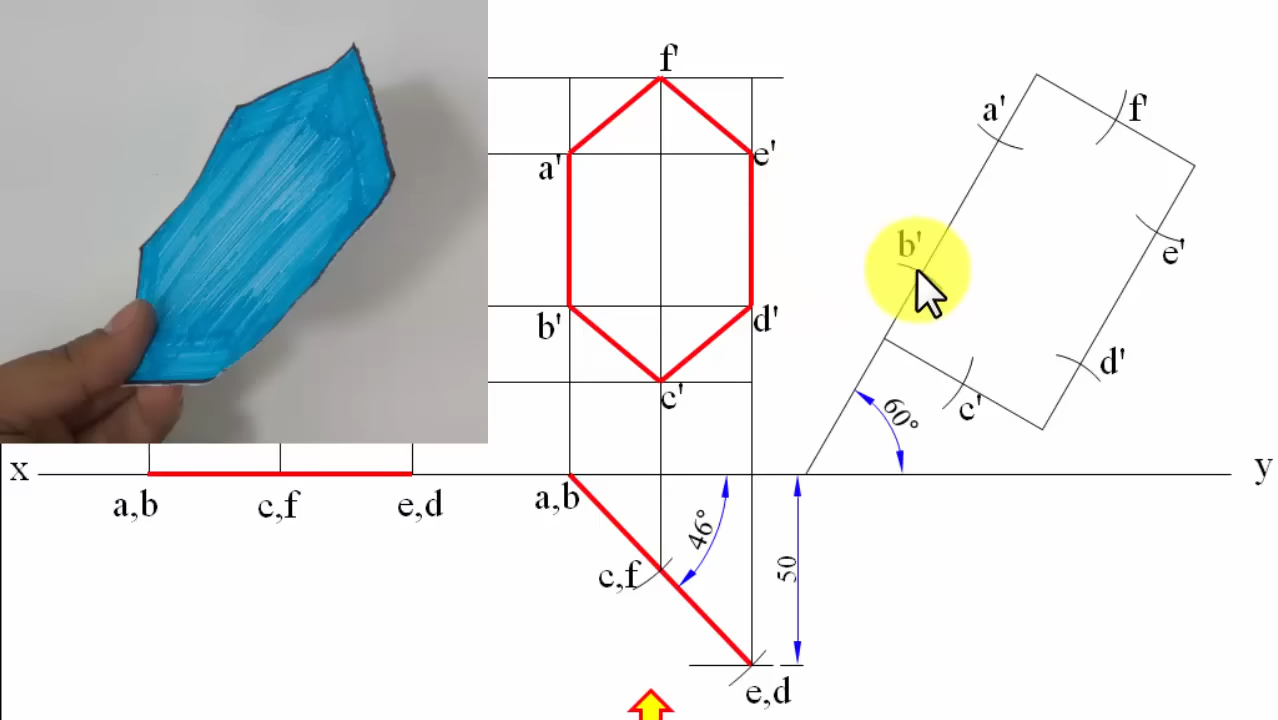 f'
a'
e'
b'
d'
c'
a'
f'
b'
e'
d'
c'
60°
x
y
a,b
c,f
e,d
a,b
46°
c,f
50
e,d